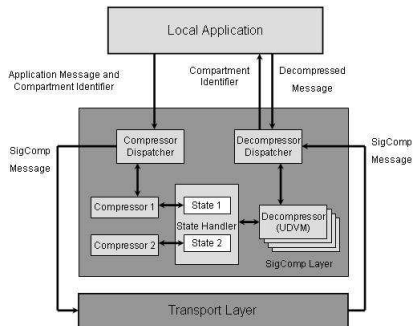 Local Application
Application Message and
Compartment Identifier
Compartment
Identifier
Decompressed
Message
SigComp
Message
Compressor
Dispatcher
Decompressor
Dispatcher
SigComp
Message
Compressor 1
State 1
State Handler
Compressor 2
State 2
Decompressor
(UDVM)
SigComp Layer
Transport Layer